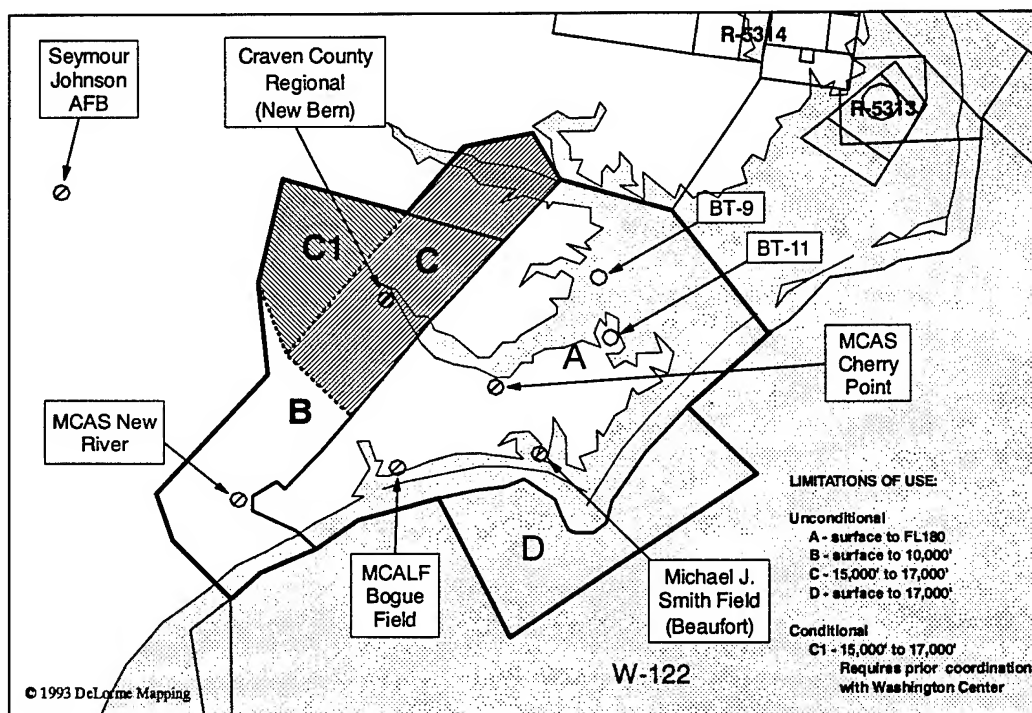 Seymour
Johnson
AFB
Craven County
Regional
(New Bern)
R-5314
R-5313
BT-9
BT-11
C1
C
A
B
MCAS
Cherry
Point
MCAS New
River
D
MCALF
Bogue
Field
Michael J.
Smith Field
(Beaufort)
W-122
LIMITATIONS OF USE:
Unconditional
A - surface to FL180
B - surface to 10,000'
C - 15,000' to 17,000'
D - surface to 17,000'
Conditional
C1 - 15,000' to 17,000'
Requires prior coordination
with Washington Center
© 1993 DeLorme Mapping